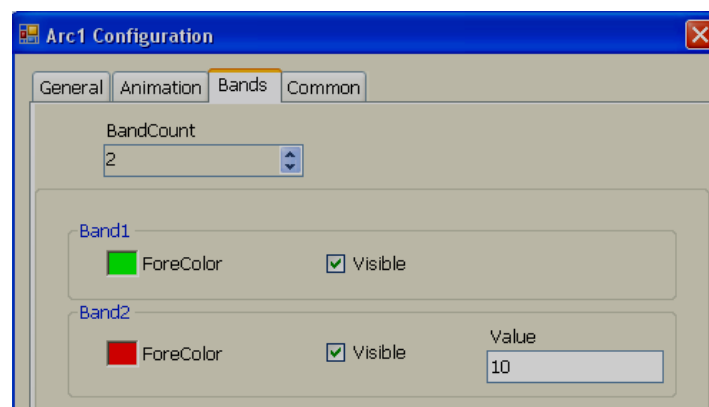 Arc1 Configuration
General Animation Bands Common
BandCount
2
Band1
ForeColor Visible
Band2
ForeColor Visible Value
10